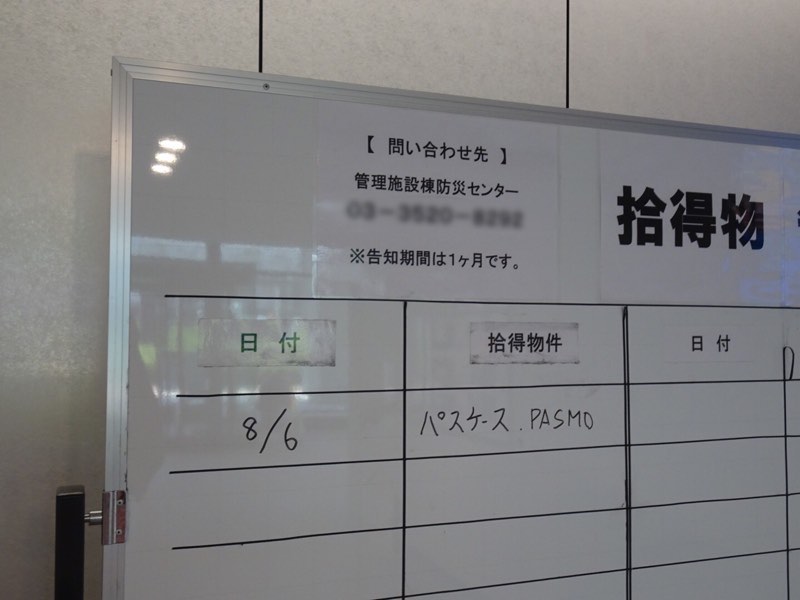 【 問い合わせ先 】
管理施設棟防災センター
※告知期間は1ヶ月です。
拾得物
日 付
拾得物件
日 付
8/6
パスケース. PASMO